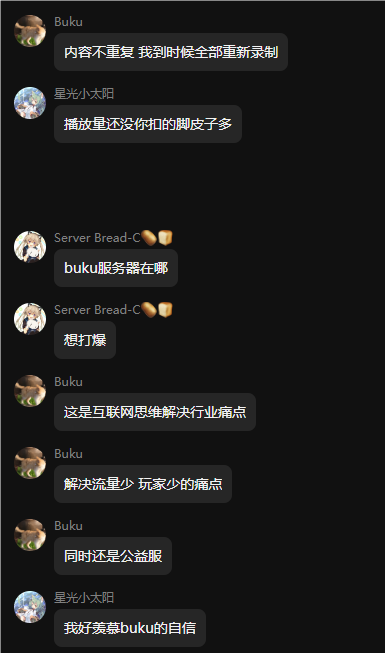 Buku
内容不重复 我到时候全部重新录制
星光小太阳
播放量还没你扣的脚皮子多
Server Bread-C🥖🍞
buku服务器在哪
Server Bread-C🥖🍞
想打爆
Buku
这是互联网思维解决行业痛点
Buku
解决流量少 玩家少的痛点
Buku
同时还是公益服
星光小太阳
我好羡慕buku的自信